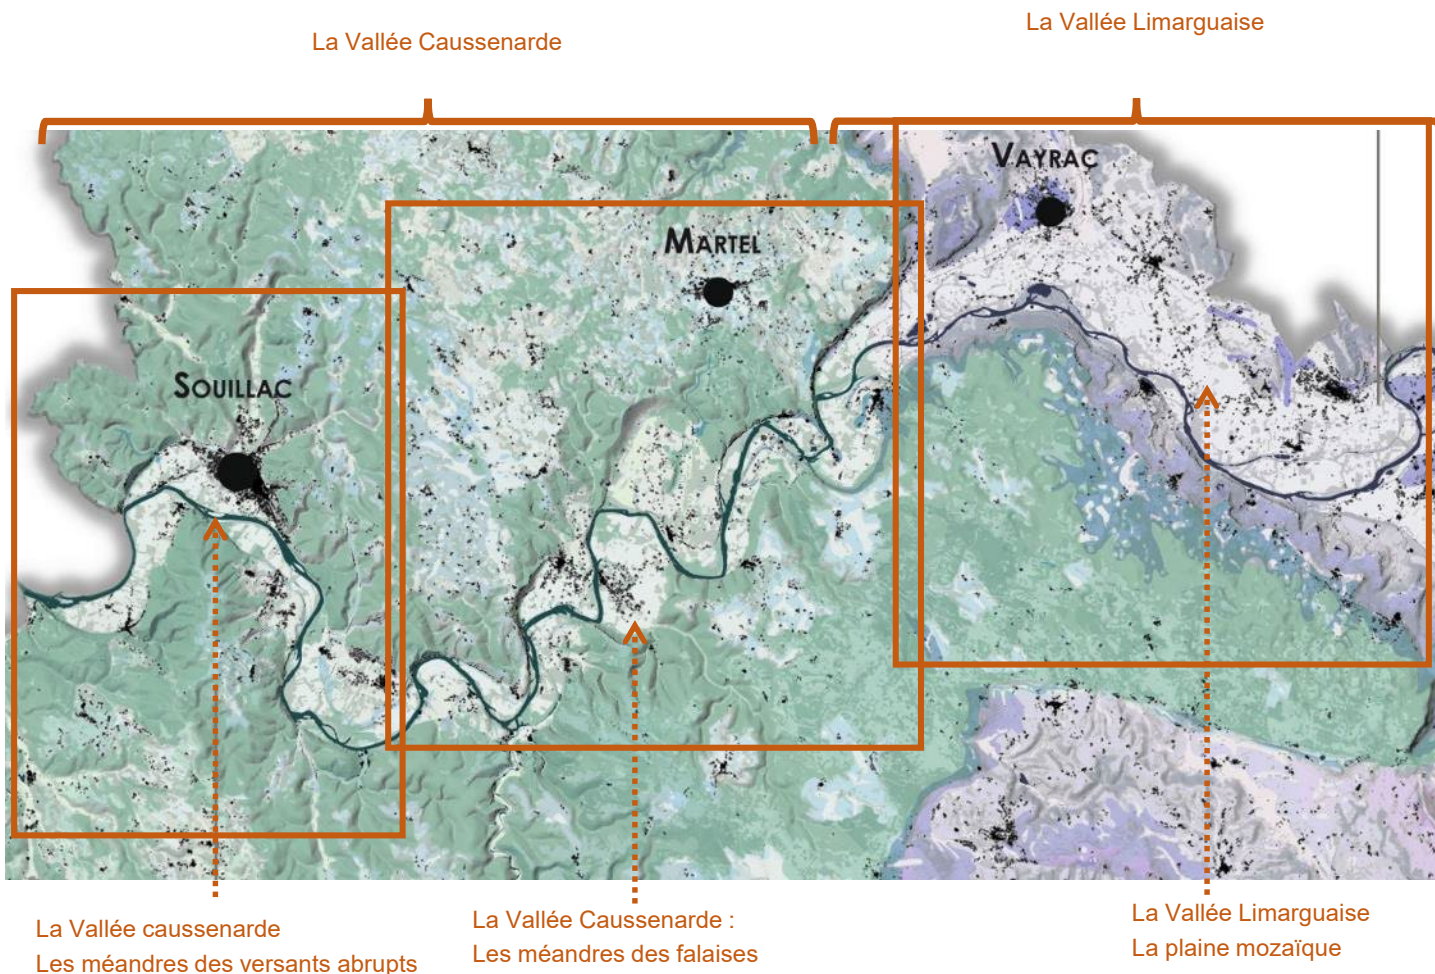 La Vallée Caussenarde
La Vallée Limarguaise
VAYRAC
MARTEL
SOUILLAC
La Vallée caussenarde
Les méandres des versants abrupts
La Vallée Caussenarde :
Les méandres des falaises
La Vallée Limarguaise
La plaine mozaïque